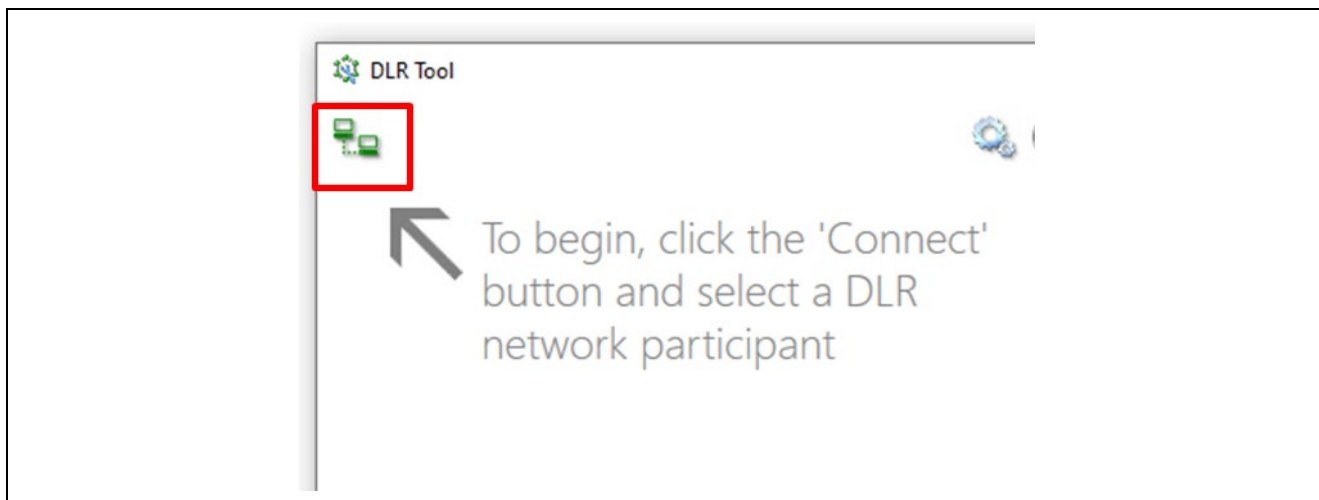 DLR Tool
To begin, click the 'Connect'
button and select a DLR
network participant